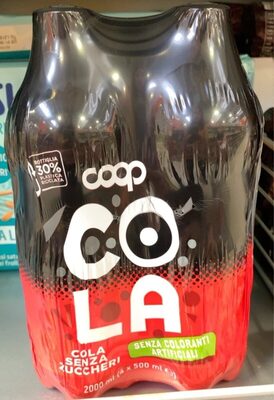 BOTTIGLIA
30%
PLASTICA
RICICLATA
coop
CO
LA
COLA
SENZA
ZUCCHERI
SENZA COLORANTI
ARTIFICIALI
2000 ml (4 x 500 ml e)